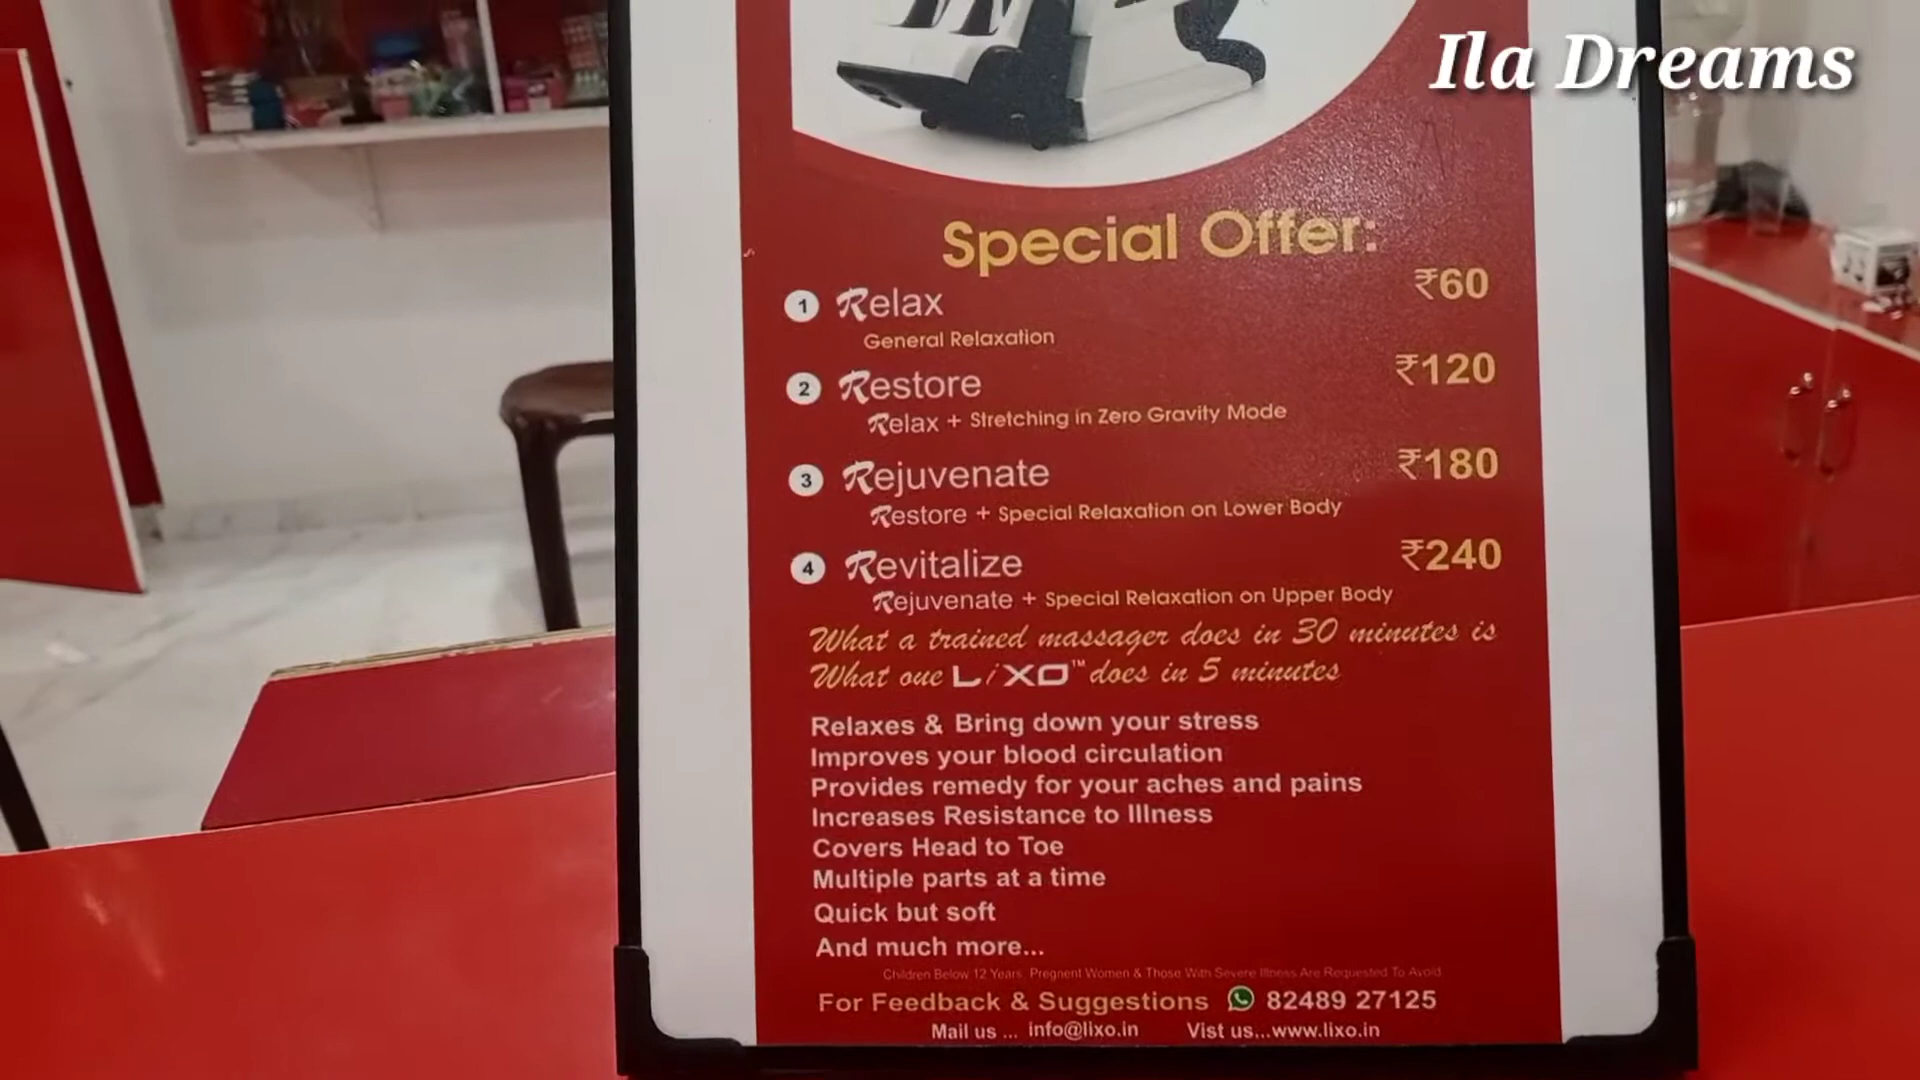 Ila Dreams
Special Offer:
1 Relax ₹60
General Relaxation
2 Restore ₹120
Relax + Stretching in Zero Gravity Mode
3 Rejuvenate ₹180
Restore + Special Relaxation on Lower Body
4 Revitalize ₹240
Rejuvenate + Special Relaxation on Upper Body
What a trained massager does in 30 minutes is
What one LiXO™ does in 5 minutes
Relaxes & Bring down your stress
Improves your blood circulation
Provides remedy for your aches and pains
Increases Resistance to Illness
Covers Head to Toe
Multiple parts at a time
Quick but soft
And much more...
Children Below 12 Years, Pregnent Women & Those With Severe Illness Are Requested To Avoid
For Feedback & Suggestions 82489 27125
Mail us ... info@lixo.in Vist us...www.lixo.in